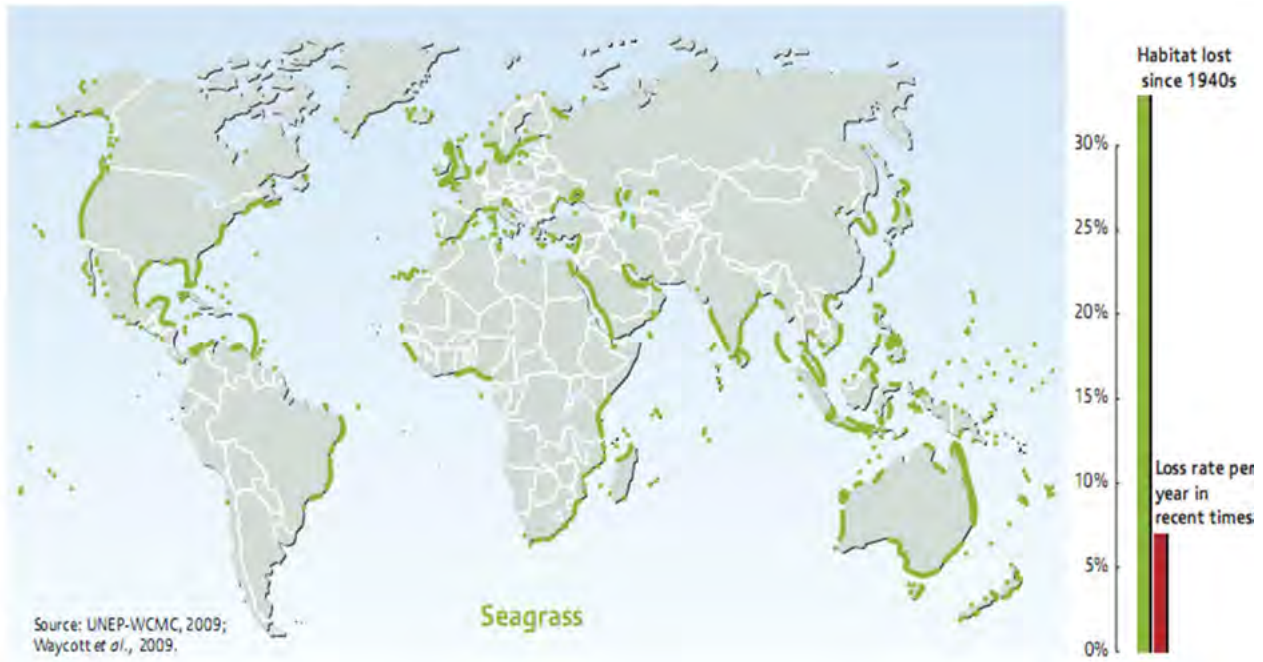 Habitat lost
since 1940s
30%
25%
20%
15%
10%
Loss rate per
year in
recent times
5%
0%
Seagrass
Source: UNEP-WCMC, 2009;
Waycott et al., 2009.